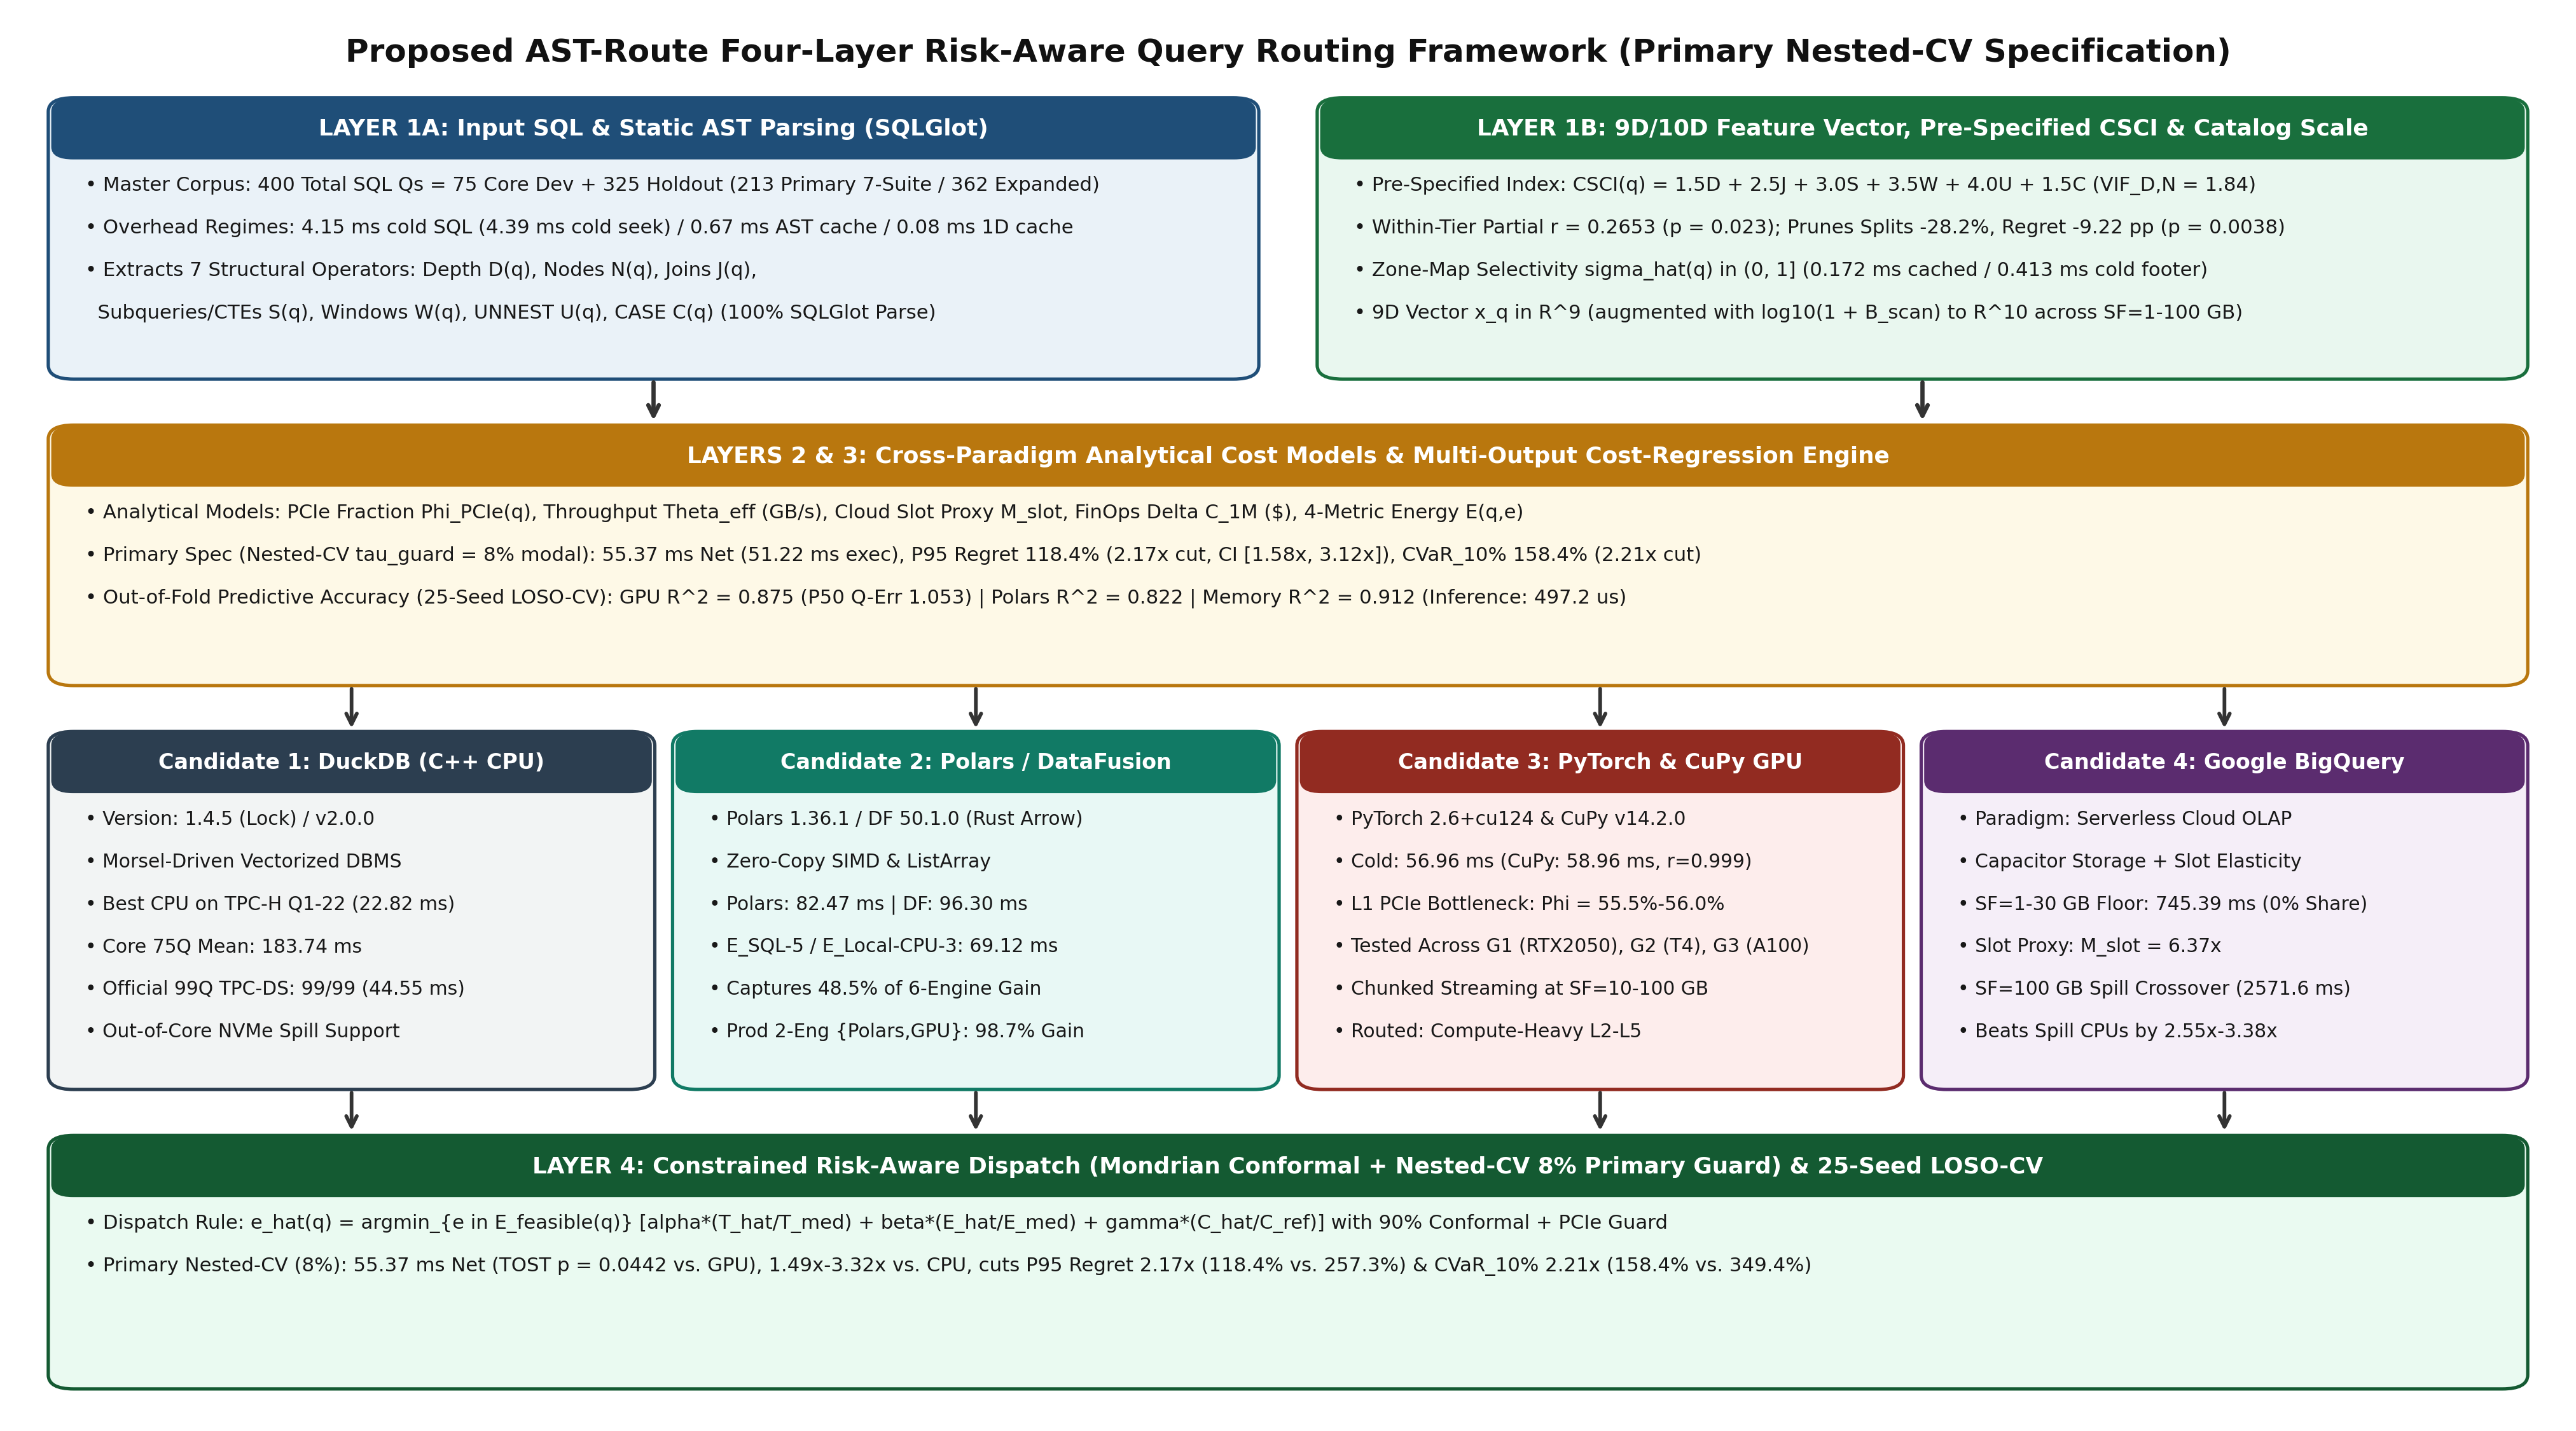 Proposed AST-Route Four-Layer Risk-Aware Query Routing Framework (Primary Nested-CV Specification)
LAYER 1A: Input SQL & Static AST Parsing (SQLGlot)
• Master Corpus: 400 Total SQL Qs = 75 Core Dev + 325 Holdout (213 Primary 7-Suite / 362 Expanded)
• Overhead Regimes: 4.15 ms cold SQL (4.39 ms cold seek) / 0.67 ms AST cache / 0.08 ms 1D cache
• Extracts 7 Structural Operators: Depth D(q), Nodes N(q), Joins J(q),
Subqueries/CTEs S(q), Windows W(q), UNNEST U(q), CASE C(q) (100% SQLGlot Parse)
LAYER 1B: 9D/10D Feature Vector, Pre-Specified CSCI & Catalog Scale
• Pre-Specified Index: CSCI(q) = 1.5D + 2.5J + 3.0S + 3.5W + 4.0U + 1.5C (VIF_D,N = 1.84)
• Within-Tier Partial r = 0.2653 (p = 0.023); Prunes Splits -28.2%, Regret -9.22 pp (p = 0.0038)
• Zone-Map Selectivity sigma_hat(q) in (0, 1] (0.172 ms cached / 0.413 ms cold footer)
• 9D Vector x_q in R^9 (augmented with log10(1 + B_scan) to R^10 across SF=1-100 GB)
LAYERS 2 & 3: Cross-Paradigm Analytical Cost Models & Multi-Output Cost-Regression Engine
• Analytical Models: PCIe Fraction Phi_PCIe(q), Throughput Theta_eff (GB/s), Cloud Slot Proxy M_slot, FinOps Delta C_1M ($), 4-Metric Energy E(q,e)
• Primary Spec (Nested-CV tau_guard = 8% modal): 55.37 ms Net (51.22 ms exec), P95 Regret 118.4% (2.17x cut, CI [1.58x, 3.12x]), CVaR_10% 158.4% (2.21x cut)
• Out-of-Fold Predictive Accuracy (25-Seed LOSO-CV): GPU R^2 = 0.875 (P50 Q-Err 1.053) | Polars R^2 = 0.822 | Memory R^2 = 0.912 (Inference: 497.2 us)
Candidate 1: DuckDB (C++ CPU)
• Version: 1.4.5 (Lock) / v2.0.0
• Morsel-Driven Vectorized DBMS
• Best CPU on TPC-H Q1-22 (22.82 ms)
• Core 75Q Mean: 183.74 ms
• Official 99Q TPC-DS: 99/99 (44.55 ms)
• Out-of-Core NVMe Spill Support
Candidate 2: Polars / DataFusion
• Polars 1.36.1 / DF 50.1.0 (Rust Arrow)
• Zero-Copy SIMD & ListArray
• Polars: 82.47 ms | DF: 96.30 ms
• E_SQL-5 / E_Local-CPU-3: 69.12 ms
• Captures 48.5% of 6-Engine Gain
• Prod 2-Eng {Polars,GPU}: 98.7% Gain
Candidate 3: PyTorch & CuPy GPU
• PyTorch 2.6+cu124 & CuPy v14.2.0
• Cold: 56.96 ms (CuPy: 58.96 ms, r=0.999)
• L1 PCIe Bottleneck: Phi = 55.5%-56.0%
• Tested Across G1 (RTX2050), G2 (T4), G3 (A100)
• Chunked Streaming at SF=10-100 GB
• Routed: Compute-Heavy L2-L5
Candidate 4: Google BigQuery
• Paradigm: Serverless Cloud OLAP
• Capacitor Storage + Slot Elasticity
• SF=1-30 GB Floor: 745.39 ms (0% Share)
• Slot Proxy: M_slot = 6.37x
• SF=100 GB Spill Crossover (2571.6 ms)
• Beats Spill CPUs by 2.55x-3.38x
LAYER 4: Constrained Risk-Aware Dispatch (Mondrian Conformal + Nested-CV 8% Primary Guard) & 25-Seed LOSO-CV
• Dispatch Rule: e_hat(q) = argmin_{e in E_feasible(q)} [alpha*(T_hat/T_med) + beta*(E_hat/E_med) + gamma*(C_hat/C_ref)] with 90% Conformal + PCIe Guard
• Primary Nested-CV (8%): 55.37 ms Net (TOST p = 0.0442 vs. GPU), 1.49x-3.32x vs. CPU, cuts P95 Regret 2.17x (118.4% vs. 257.3%) & CVaR_10% 2.21x (158.4% vs. 349.4%)